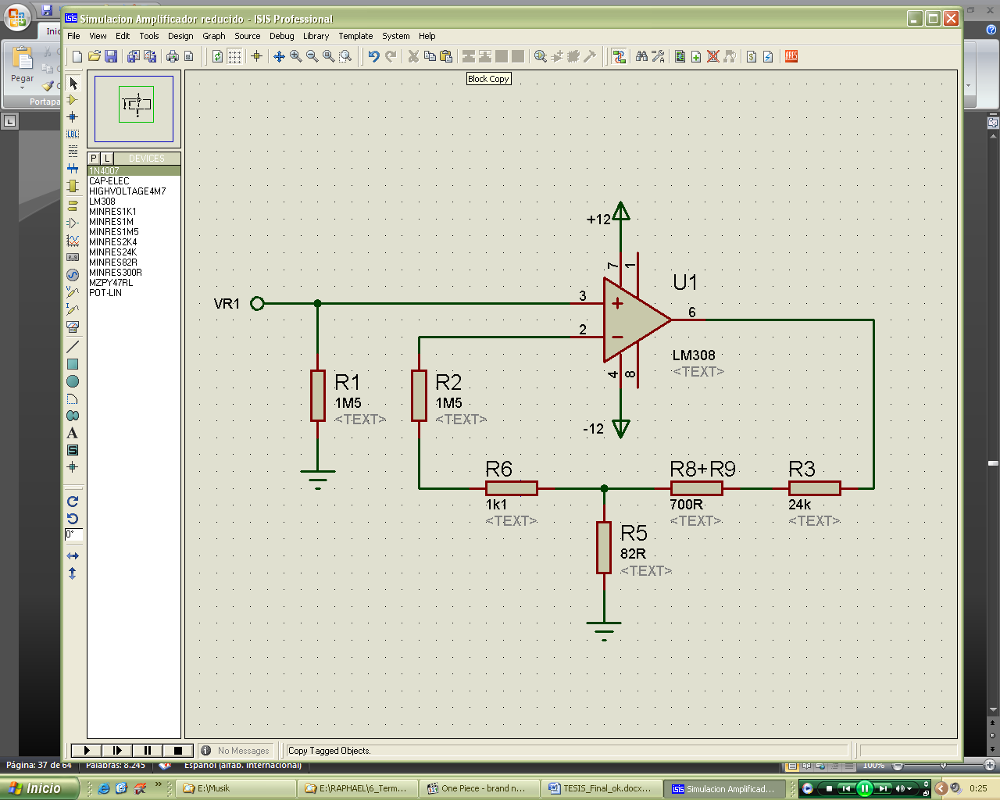 Simulacion Amplificador reducido - ISIS Professional
File View Edit Tools Design Graph Source Debug Library Template System Help
Pegar
Portapa
Block Copy
LBL
ARES
P L DEVICES
1N4007
CAP-ELEC
HIGHVOLTAGE4M7
LM308
MINRES1K1
MINRES1M
MINRES1M5
MINRES2K4
MINRES24K
MINRES82R
MINRES300R
MZPY47RL
POT-LIN
+12
7
1
U1
VR1
3
6
2
LM308
<TEXT>
4
8
-12
R1
1M5
<TEXT>
R2
1M5
<TEXT>
R6
1k1
<TEXT>
R8+R9
700R
<TEXT>
R3
24k
<TEXT>
R5
82R
<TEXT>
0°
No Messages
Copy Tagged Objects.
Página: 37 de 64 Palabras: 8.245 Español (alfab. internacional) 100%
Inicio
E:\Musik
E:\RAPHAEL\6_Term...
One Piece - brand n...
TESIS_Final_ok.docx...
Simulacion Amplificad...
0:25